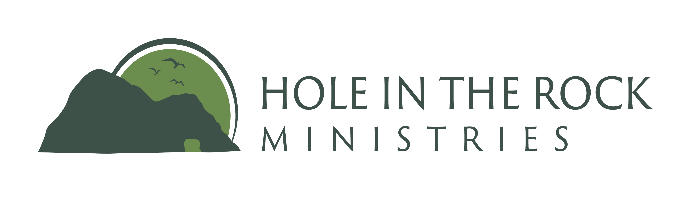 HOLE IN THE ROCK
MINISTRIES